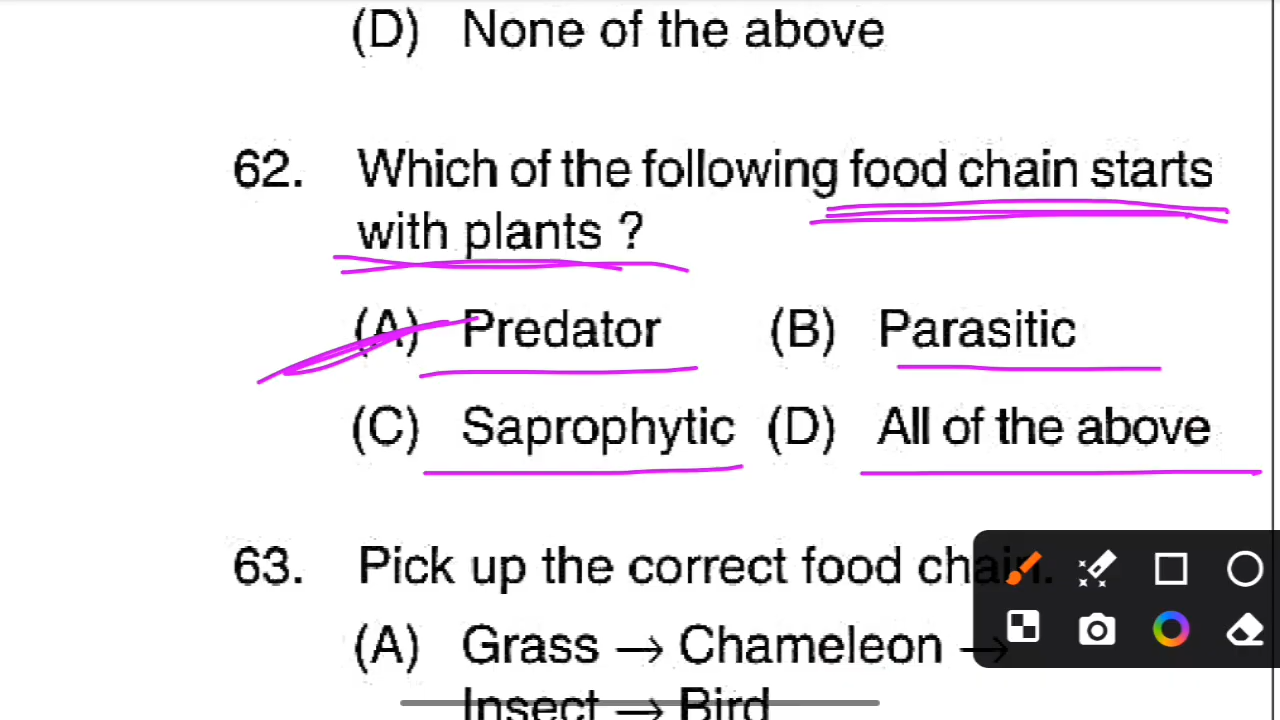 (D) None of the above
62. Which of the following food chain starts
with plants ?
(A) Predator (B) Parasitic
(C) Saprophytic (D) All of the above
63. Pick up the correct food chain.
(A) Grass → Chameleon →
Insect → Bird